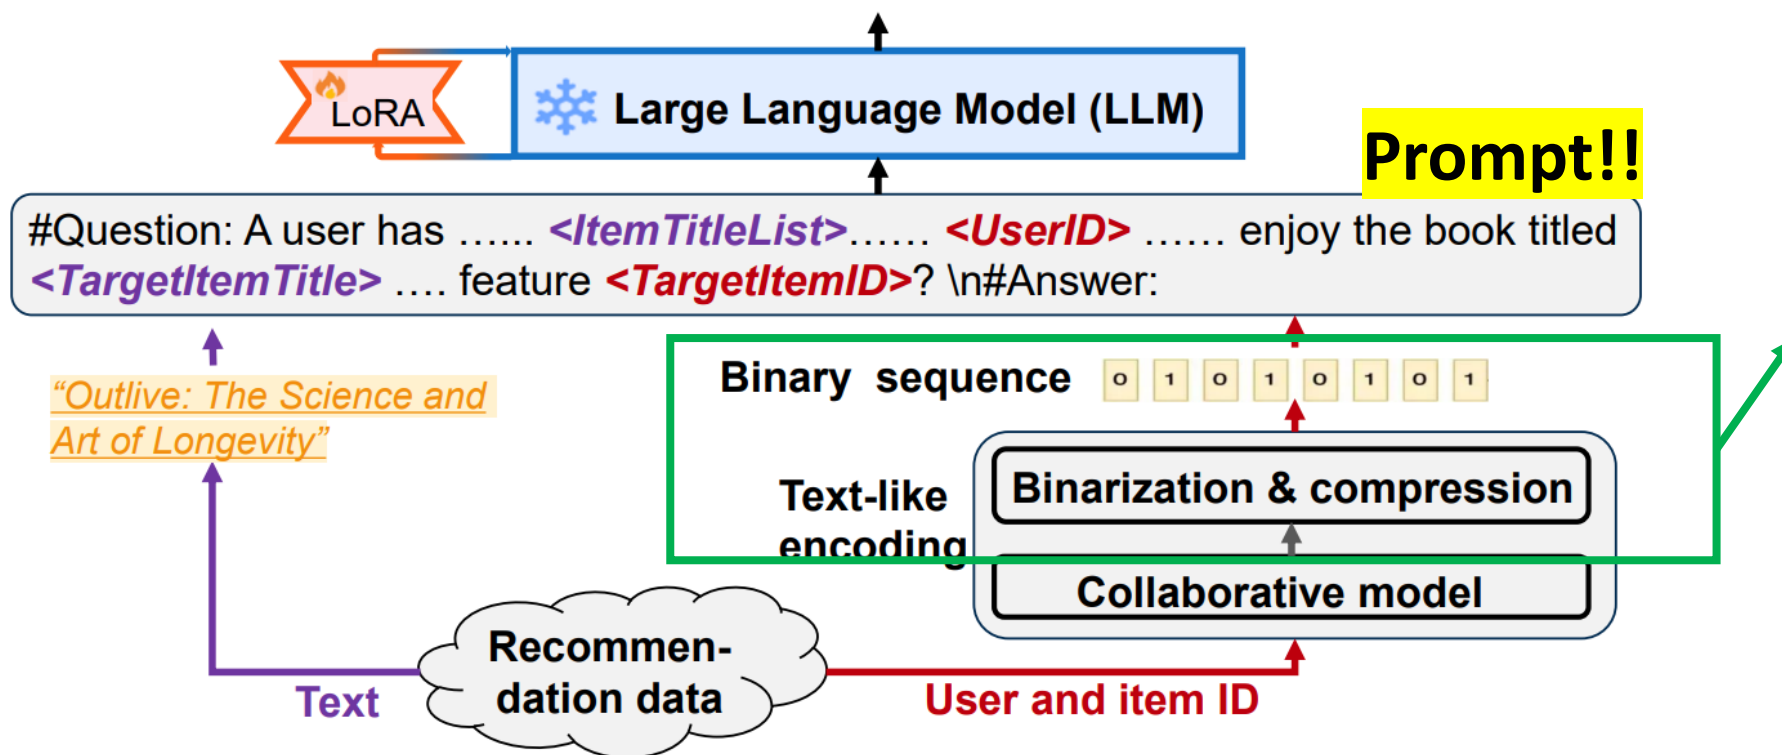 LoRA
Large Language Model (LLM)
Prompt!!
#Question: A user has …... <ItemTitleList>…… <UserID> …… enjoy the book titled
<TargetItemTitle> …. feature <TargetItemID>? \n#Answer:
“Outlive: The Science and
Art of Longevity”
Binary sequence 0 1 0 1 0 1 0 1
Text-like
encoding
Binarization & compression
Collaborative model
Recommen-
dation data
Text
User and item ID